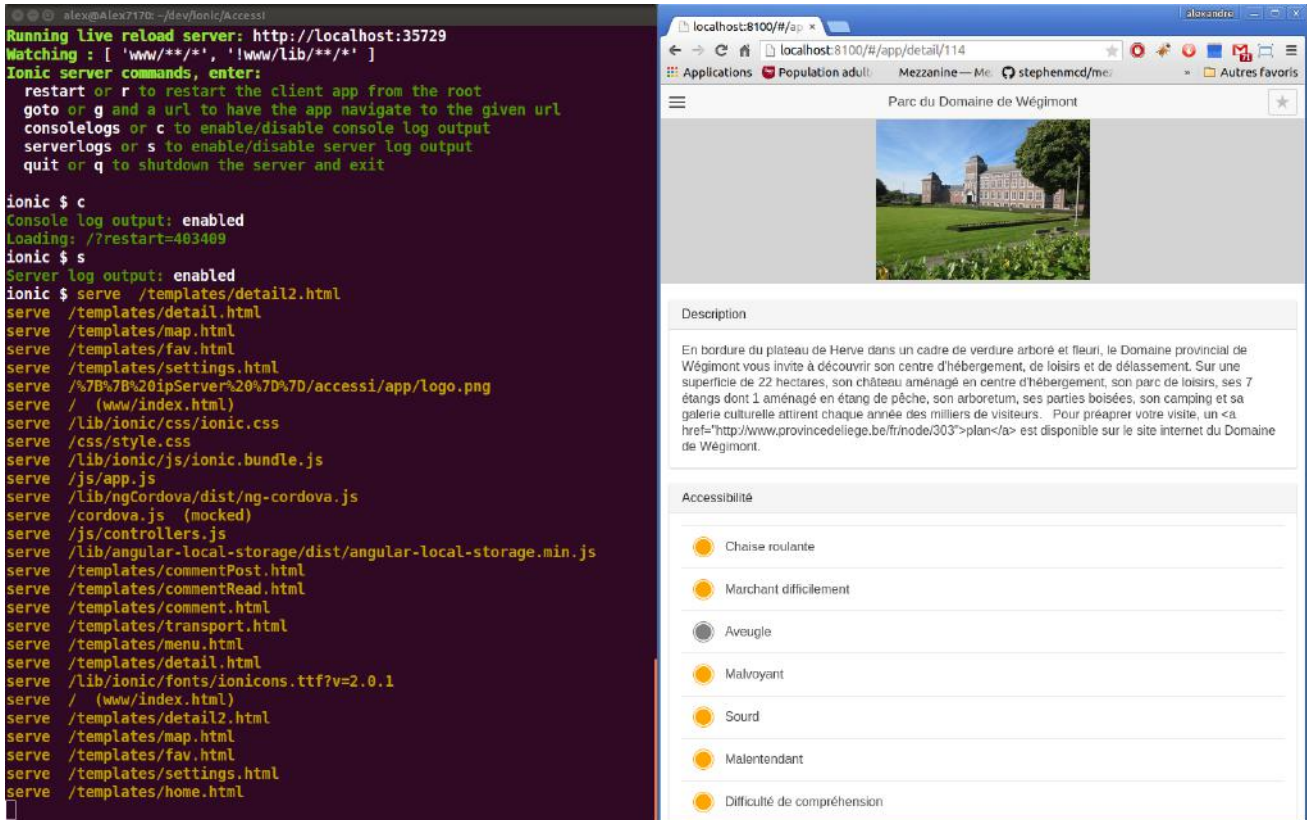 alex@Alex7170: ~/dev/ionic/Accessi
Running live reload server: http://localhost:35729
Watching : [ 'www/**/*', '!www/lib/**/*' ]
Ionic server commands, enter:
restart or r to restart the client app from the root
goto or g and a url to have the app navigate to the given url
consolelogs or c to enable/disable console log output
serverlogs or s to enable/disable server log output
quit or q to shutdown the server and exit
ionic $ c
Console log output: enabled
Loading: /?restart=403409
ionic $ s
Server log output: enabled
ionic $ serve /templates/detail2.html
serve /templates/detail.html
serve /templates/map.html
serve /templates/fav.html
serve /templates/settings.html
serve /%7B%7B%20ipServer%20%7D%7D/accessi/app/logo.png
serve / (www/index.html)
serve /lib/ionic/css/ionic.css
serve /css/style.css
serve /lib/ionic/js/ionic.bundle.js
serve /js/app.js
serve /lib/ngCordova/dist/ng-cordova.js
serve /cordova.js (mocked)
serve /js/controllers.js
serve /lib/angular-local-storage/dist/angular-local-storage.min.js
serve /templates/commentPost.html
serve /templates/commentRead.html
serve /templates/comment.html
serve /templates/transport.html
serve /templates/menu.html
serve /templates/detail.html
serve /lib/ionic/fonts/ionicons.ttf?v=2.0.1
serve / (www/index.html)
serve /templates/detail2.html
serve /templates/map.html
serve /templates/fav.html
serve /templates/settings.html
serve /templates/home.html
alexandre
localhost:8100/#/ap ×
localhost:8100/#/app/detail/114
Applications Population adult Mezzanine — Me stephenmcd/mez » Autres favoris
Parc du Domaine de Wégimont
Description
En bordure du plateau de Herve dans un cadre de verdure arboré et fleuri, le Domaine provincial de
Wégimont vous invite à découvrir son centre d'hébergement, de loisirs et de délassement. Sur une
superficie de 22 hectares, son château aménagé en centre d'hébergement, son parc de loisirs, ses 7
étangs dont 1 aménagé en étang de pêche, son arboretum, ses parties boisées, son camping et sa
galerie culturelle attirent chaque année des milliers de visiteurs. Pour préaprer votre visite, un <a
href="http://www.provincedeliege.be/fr/node/303">plan</a> est disponible sur le site internet du Domaine
de Wégimont.
Accessibilité
Chaise roulante
Marchant difficilement
Aveugle
Malvoyant
Sourd
Malentendant
Difficulté de compréhension